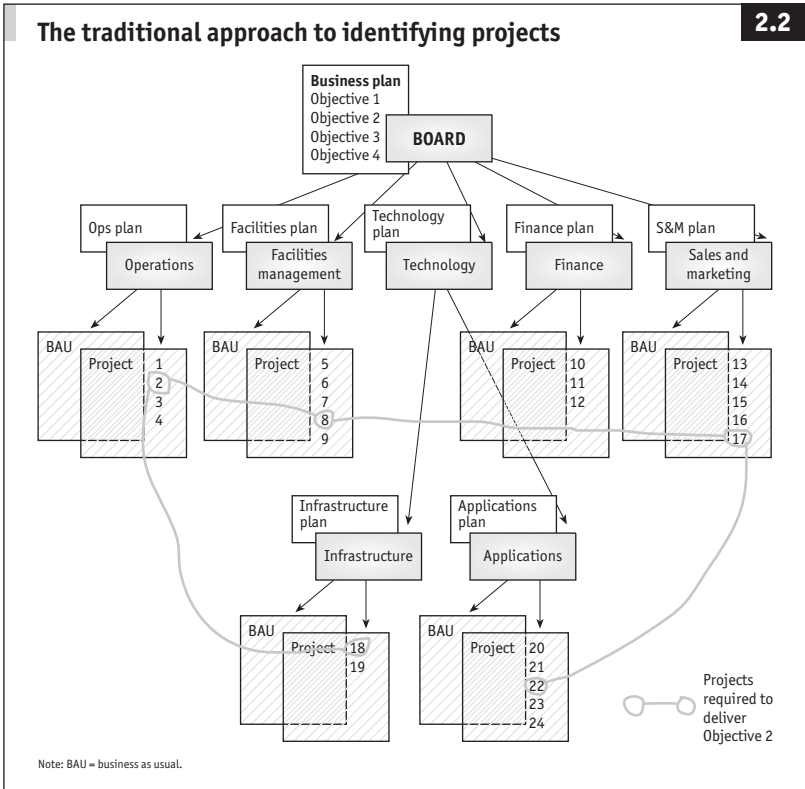 The traditional approach to identifying projects
2.2
Business plan
Objective 1
Objective 2
Objective 3
Objective 4
BOARD
Ops plan
Operations
Facilities plan
Facilities
management
Technology
plan
Technology
Finance plan
Finance
S&M plan
Sales and
marketing
BAU
Project
1
2
3
4
BAU
Project
5
6
7
8
9
BAU
Project
10
11
12
BAU
Project
13
14
15
16
17
Infrastructure
plan
Infrastructure
Applications
plan
Applications
BAU
Project
18
19
BAU
Project
20
21
22
23
24
Projects
required to
deliver
Objective 2
Note: BAU = business as usual.